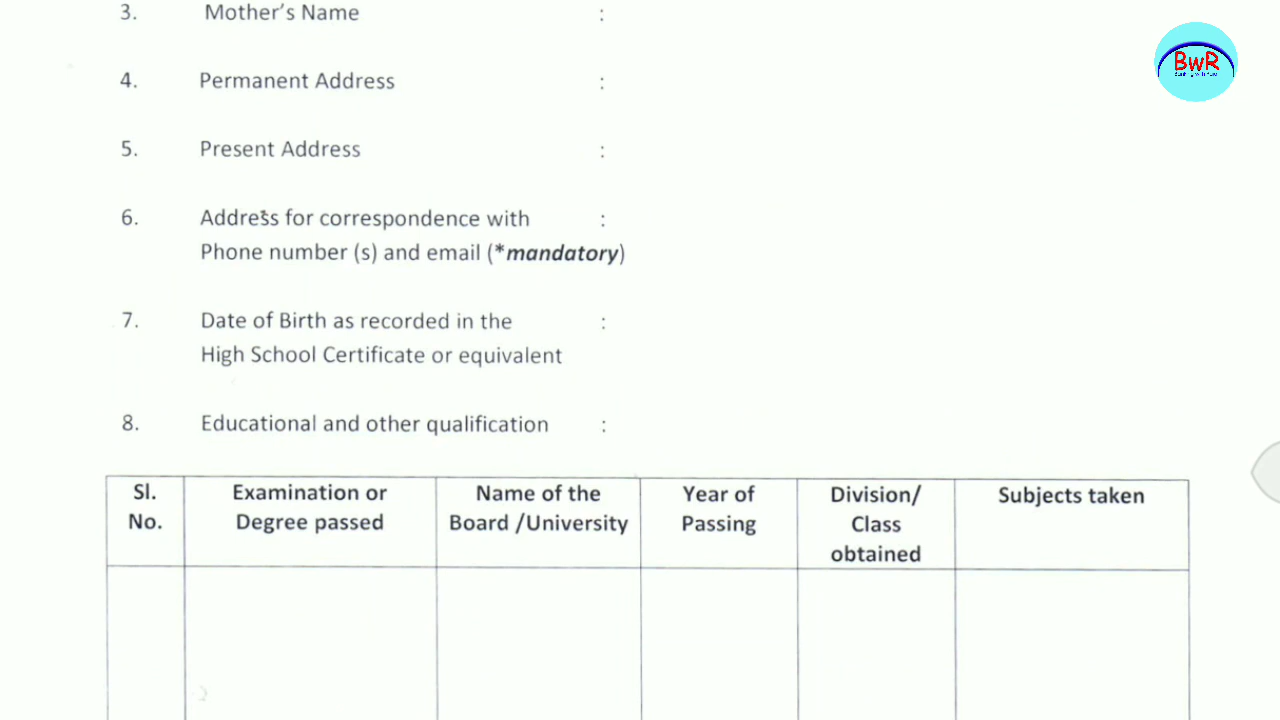 3. Mother's Name :
4. Permanent Address :
5. Present Address :
6. Address for correspondence with :
Phone number (s) and email (*mandatory)
7. Date of Birth as recorded in the :
High School Certificate or equivalent
8. Educational and other qualification :
Sl. No. Examination or Degree passed Name of the Board /University Year of Passing Division/ Class obtained Subjects taken
BwR